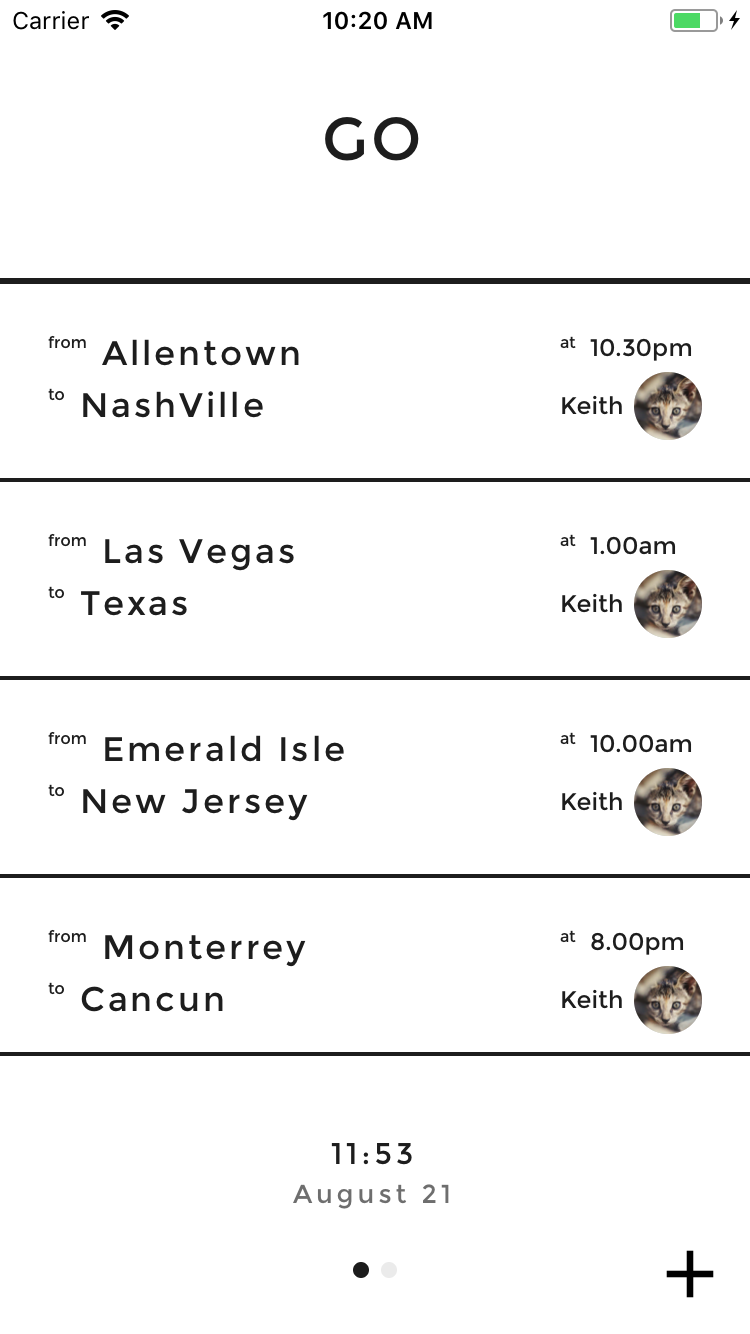 Carrier 10:20 AM
GO
from Allentown at 10.30pm
to NashVille Keith
from Las Vegas at 1.00am
to Texas Keith
from Emerald Isle at 10.00am
to New Jersey Keith
from Monterrey at 8.00pm
to Cancun Keith
11:53
August 21